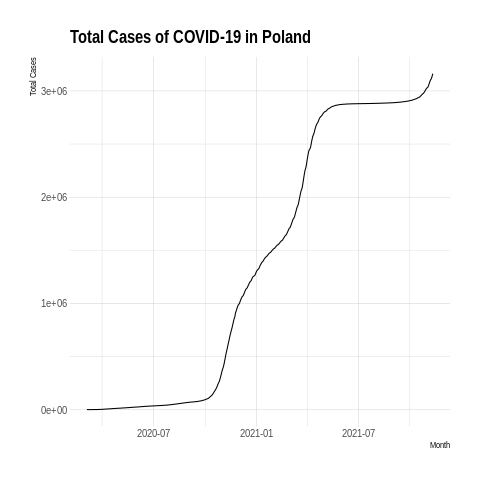 Total Cases of COVID-19 in Poland
Total Cases
3e+06
2e+06
1e+06
0e+00
2020-07 2021-01 2021-07
Month